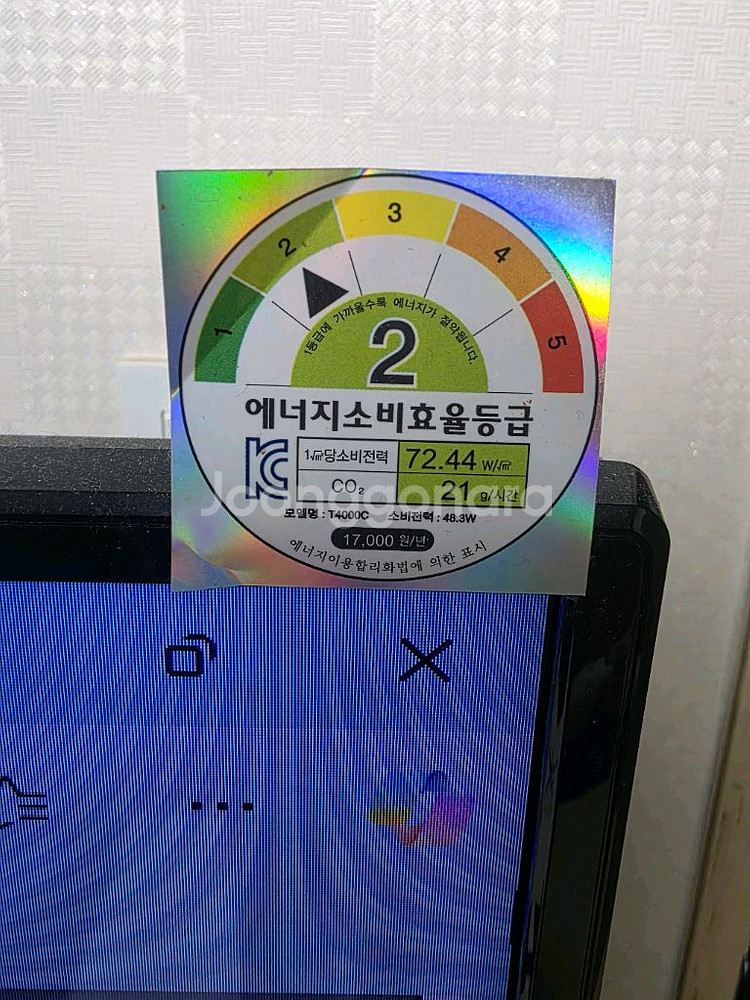 1 2 3 4 5
1등급에 가까울수록 에너지가 절약됩니다.
2
에너지소비효율등급
1√㎡당소비전력 72.44 W/√㎡
CO₂ 21 g/시간
Joonggonara
모델명 : T4000C 소비전력 : 48.3W
17,000 원/년
에너지이용합리화법에 의한 표시